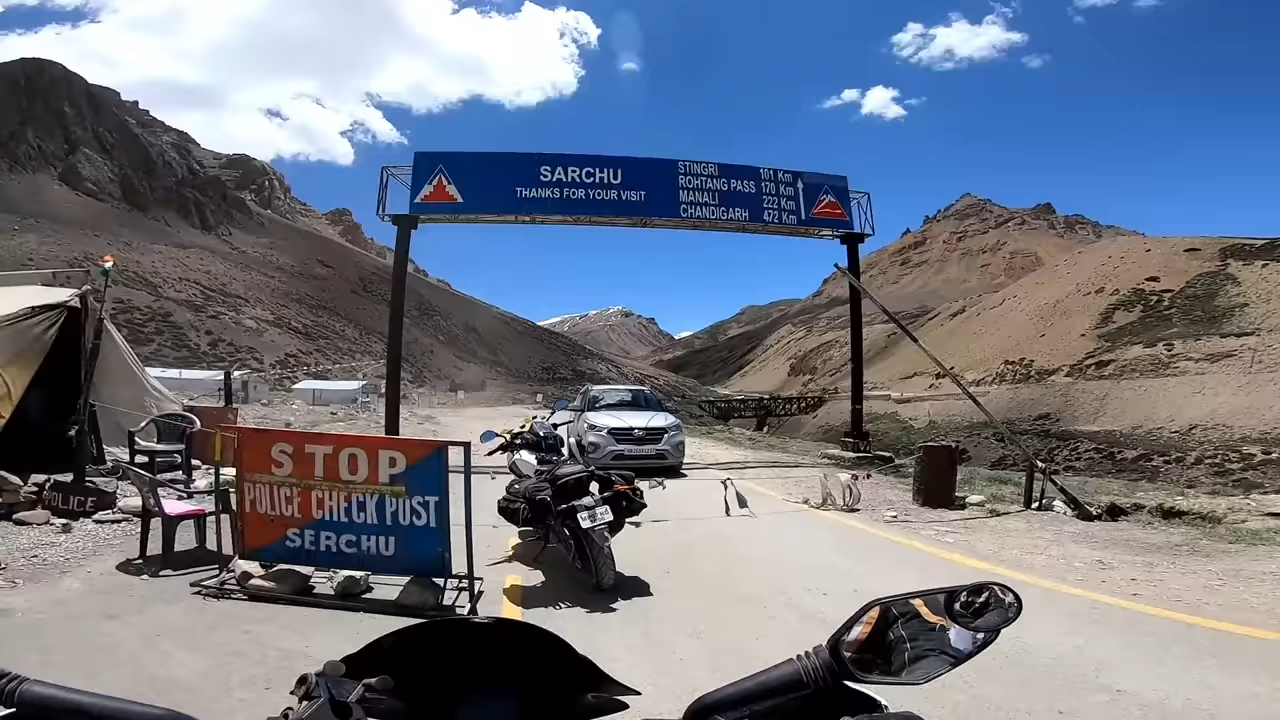 SARCHU
THANKS FOR YOUR VISIT
STINGRI 101 Km
ROHTANG PASS 170 Km
MANALI 222 Km
CHANDIGARH 472 Km
STOP
POLICE CHECK POST
SERCHU
POLICE